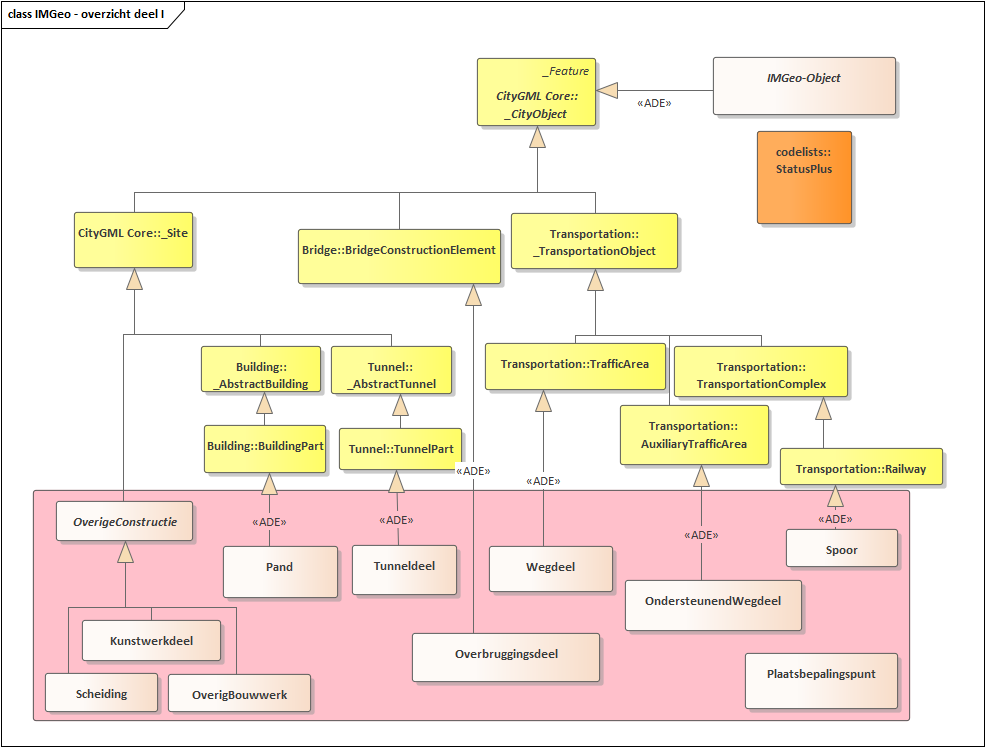 class IMGeo - overzicht deel I
_Feature
CityGML Core::
_CityObject
IMGeo-Object
«ADE»
codelists::
StatusPlus
CityGML Core::_Site
Bridge::BridgeConstructionElement
Transportation::
_TransportationObject
Building::
_AbstractBuilding
Tunnel::
_AbstractTunnel
Transportation::TrafficArea
Transportation::
TransportationComplex
Transportation::
AuxiliaryTrafficArea
Building::BuildingPart
Tunnel::TunnelPart
Transportation::Railway
«ADE»
«ADE»
OverigeConstructie
«ADE»
«ADE»
«ADE»
«ADE»
Pand
Tunneldeel
Wegdeel
Spoor
OndersteunendWegdeel
Kunstwerkdeel
Overbruggingsdeel
Plaatsbepalingspunt
Scheiding
OverigBouwwerk